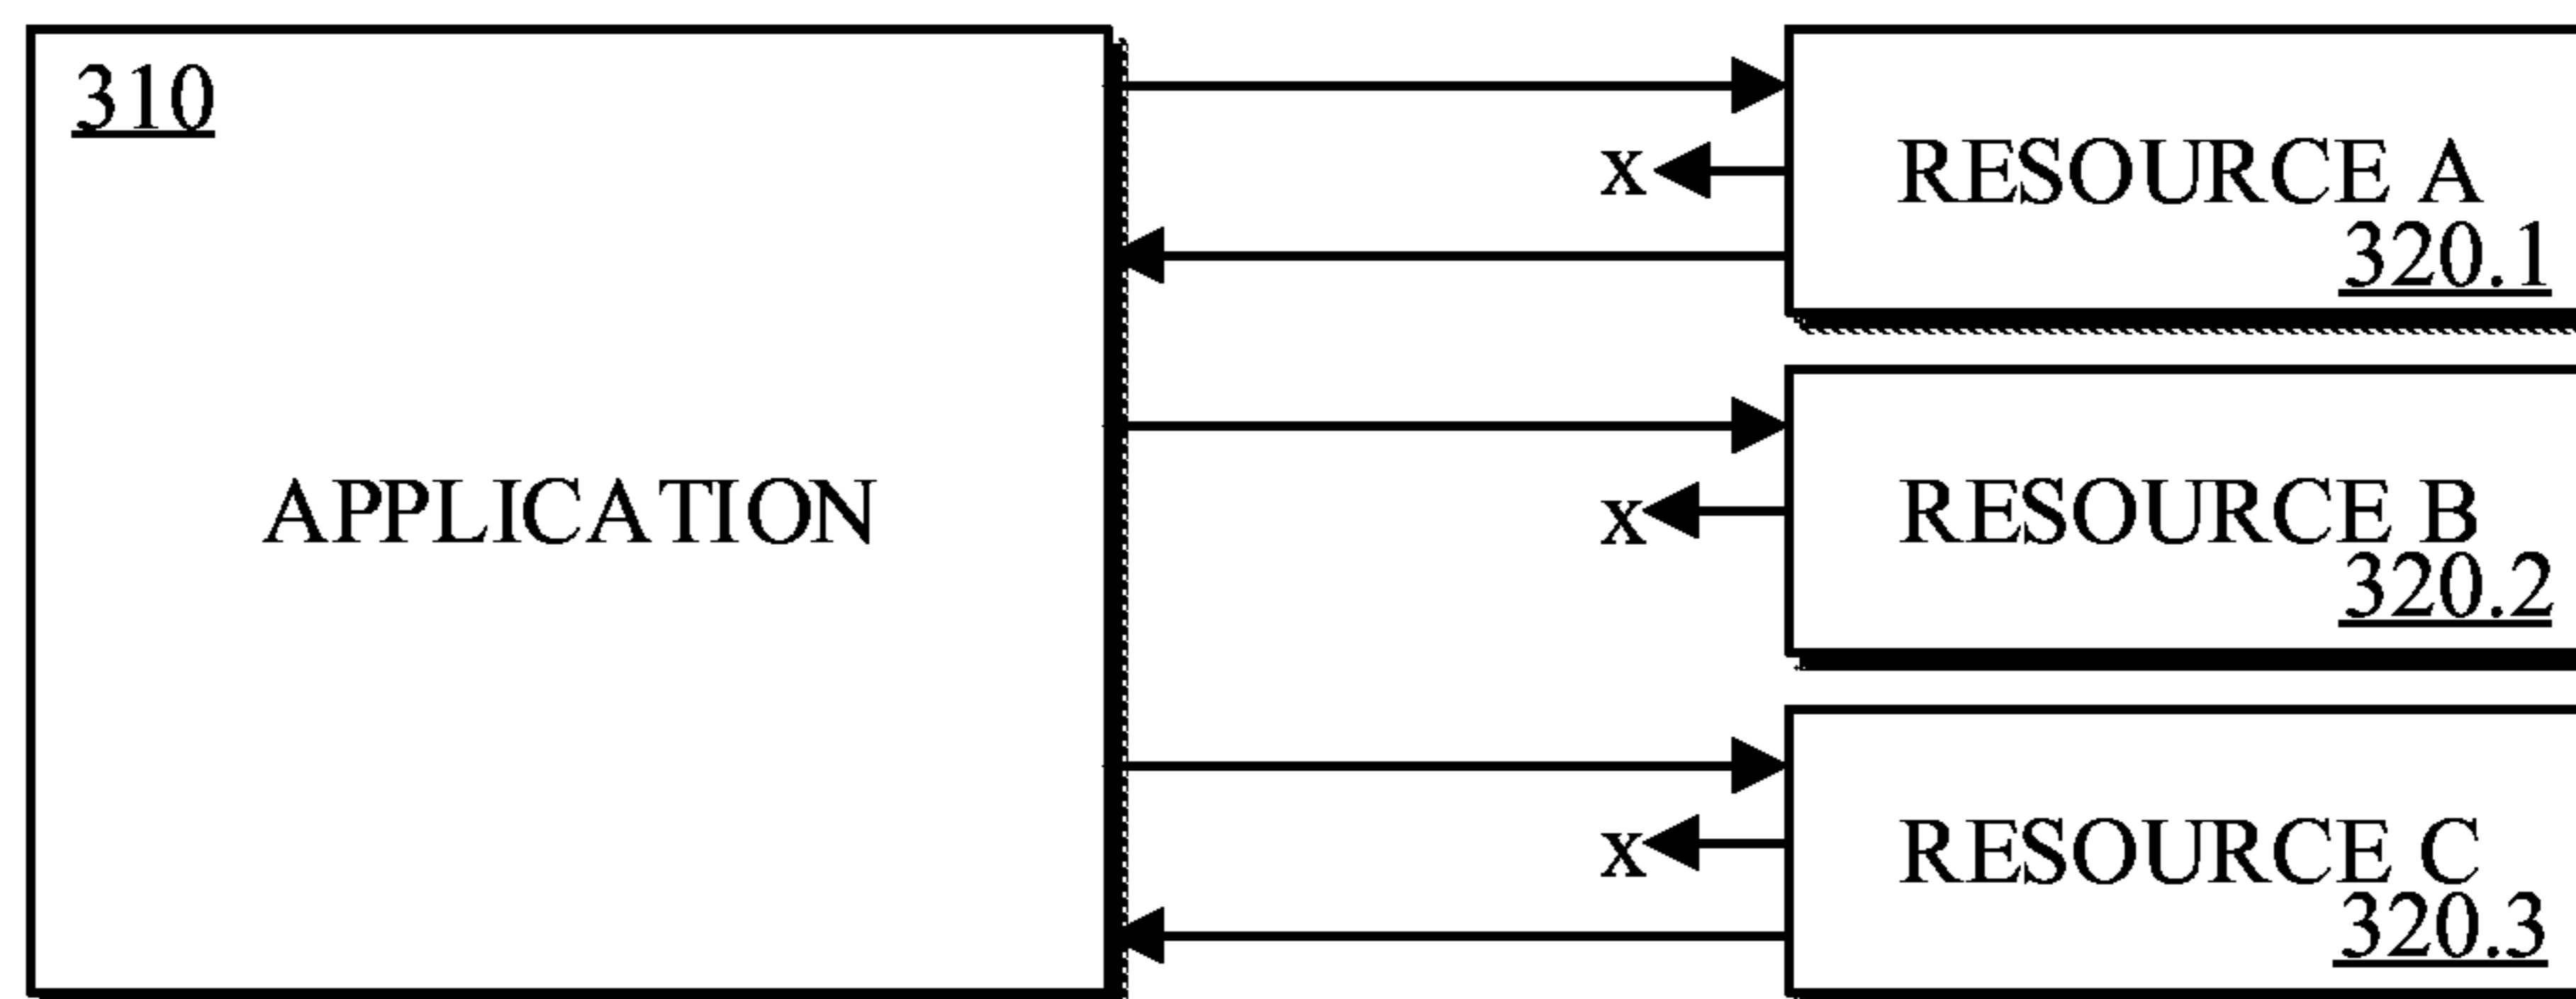 310
APPLICATION
x
RESOURCE A
320.1
x
RESOURCE B
320.2
x
RESOURCE C
320.3